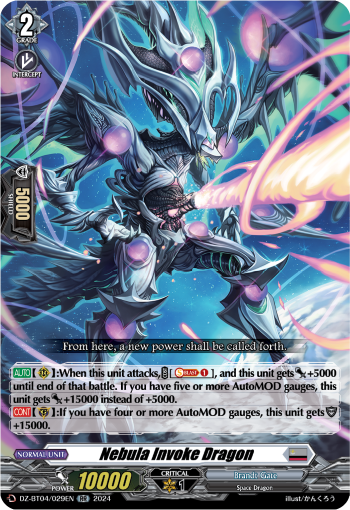 2
GRADE
INTERCEPT
5000
SHIELD
From here, a new power shall be called forth.
AUTO [ R ]:When this unit attacks, [ SOUL BLAST 1 ], and this unit gets +5000
until end of that battle. If you have five or more AutoMOD gauges, this
unit gets +15000 instead of +5000.
CONT [ R ]:If you have four or more AutoMOD gauges, this unit gets
+15000.
NORMAL UNIT
Nebula Invoke Dragon
POWER 10000
CRITICAL
1
Brandt Gate
Space Dragon
DZ-BT04/029EN RR 2024
illust/かんくろう